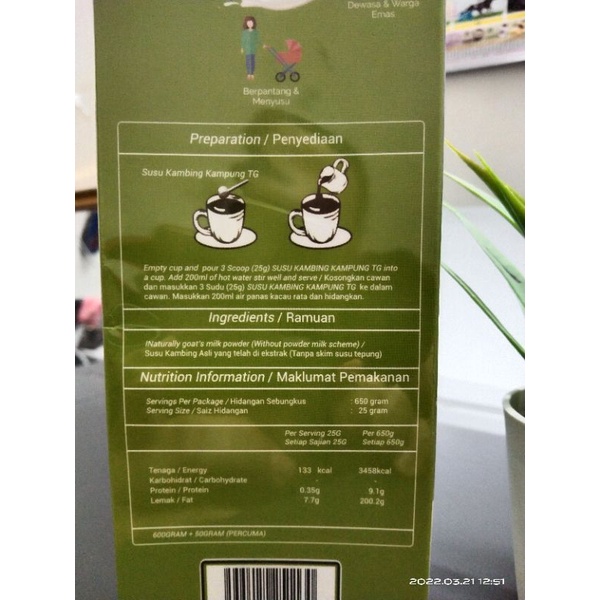 Dewasa & Warga
Emas
Berpantang &
Menyusu
Preparation / Penyediaan
Susu Kambing Kampung TG
Empty cup and pour 3 Scoop (25g) SUSU KAMBING KAMPUNG TG into
a cup. Add 200ml of hot water stir well and serve / Kosongkan cawan
dan masukkan 3 Sudu (25g) SUSU KAMBING KAMPUNG TG ke dalam
cawan. Masukkan 200ml air panas kacau rata dan hidangkan.
Ingredients / Ramuan
!Naturally goat's milk powder (Without powder milk scheme) /
Susu Kambing Asli yang telah di ekstrak (Tanpa skim susu tepung)
Nutrition Information / Maklumat Pemakanan
Servings Per Package / Hidangan Sebungkus : 650 gram
Serving Size / Saiz Hidangan : 25 gram
Per Serving 25G Per 650g
Setiap Sajian 25G Setiap 650g
Tenaga / Energy 133 kcal 3458kcal
Karbohidrat / Carbohydrate - -
Protein / Protein 0.35g 9.1g
Lemak / Fat 7.7g 200.2g
600GRAM + 50GRAM (PERCUMA)
2022.03.21 12:51